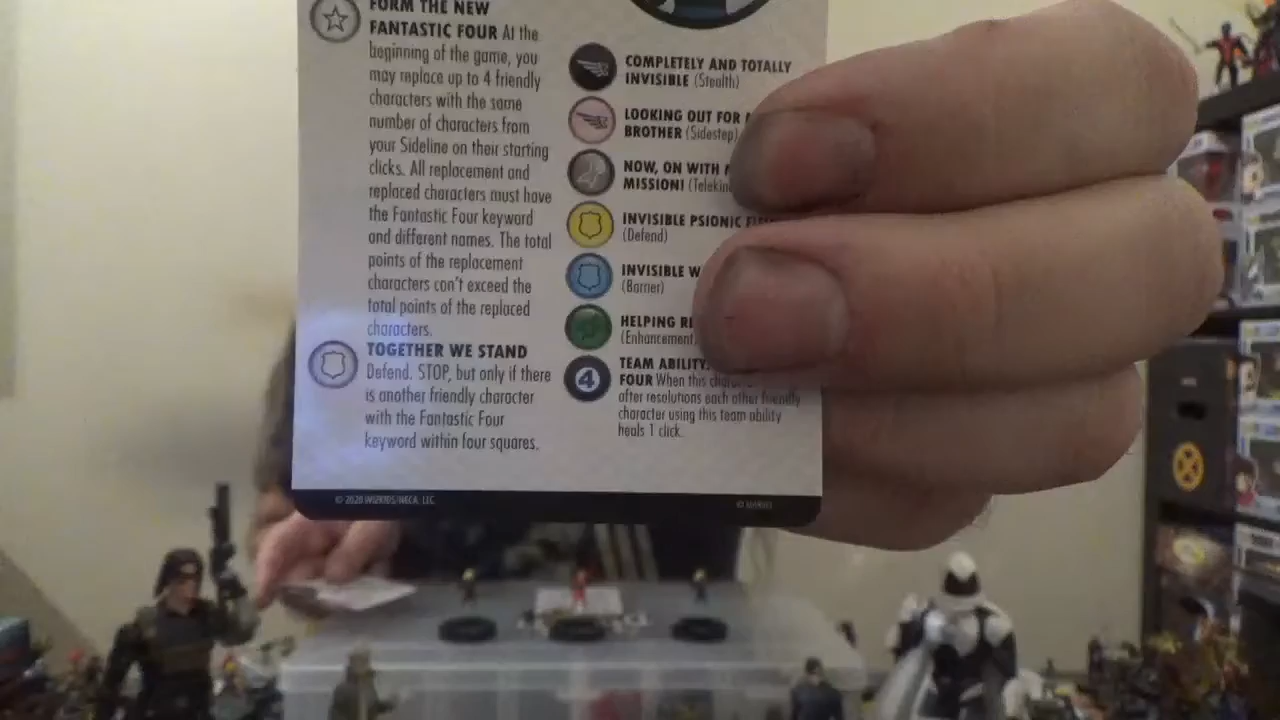 FORM THE NEW
FANTASTIC FOUR At the
beginning of the game, you
may replace up to 4 friendly
characters with the same
number of characters from
your Sideline on their starting
clicks. All replacement and
replaced characters must have
the Fantastic Four keyword
and different names. The total
points of the replacement
characters can't exceed the
total points of the replaced
characters.
TOGETHER WE STAND
Defend. STOP, but only if there
is another friendly character
with the Fantastic Four
keyword within four squares.
COMPLETELY AND TOTALLY
INVISIBLE (Stealth)
LOOKING OUT FOR
BROTHER (Sidestep)
NOW, ON WITH
MISSION!
INVISIBLE PSIONIC
(Defend)
INVISIBLE
(Barrier)
HELPING
(Enhancement)
4
TEAM ABILITY:
FOUR When this
after resolutions each other friendly
character using this team ability
heals 1 click.
© 2020 WIZKIDS/NECA, LLC.
© MARVEL